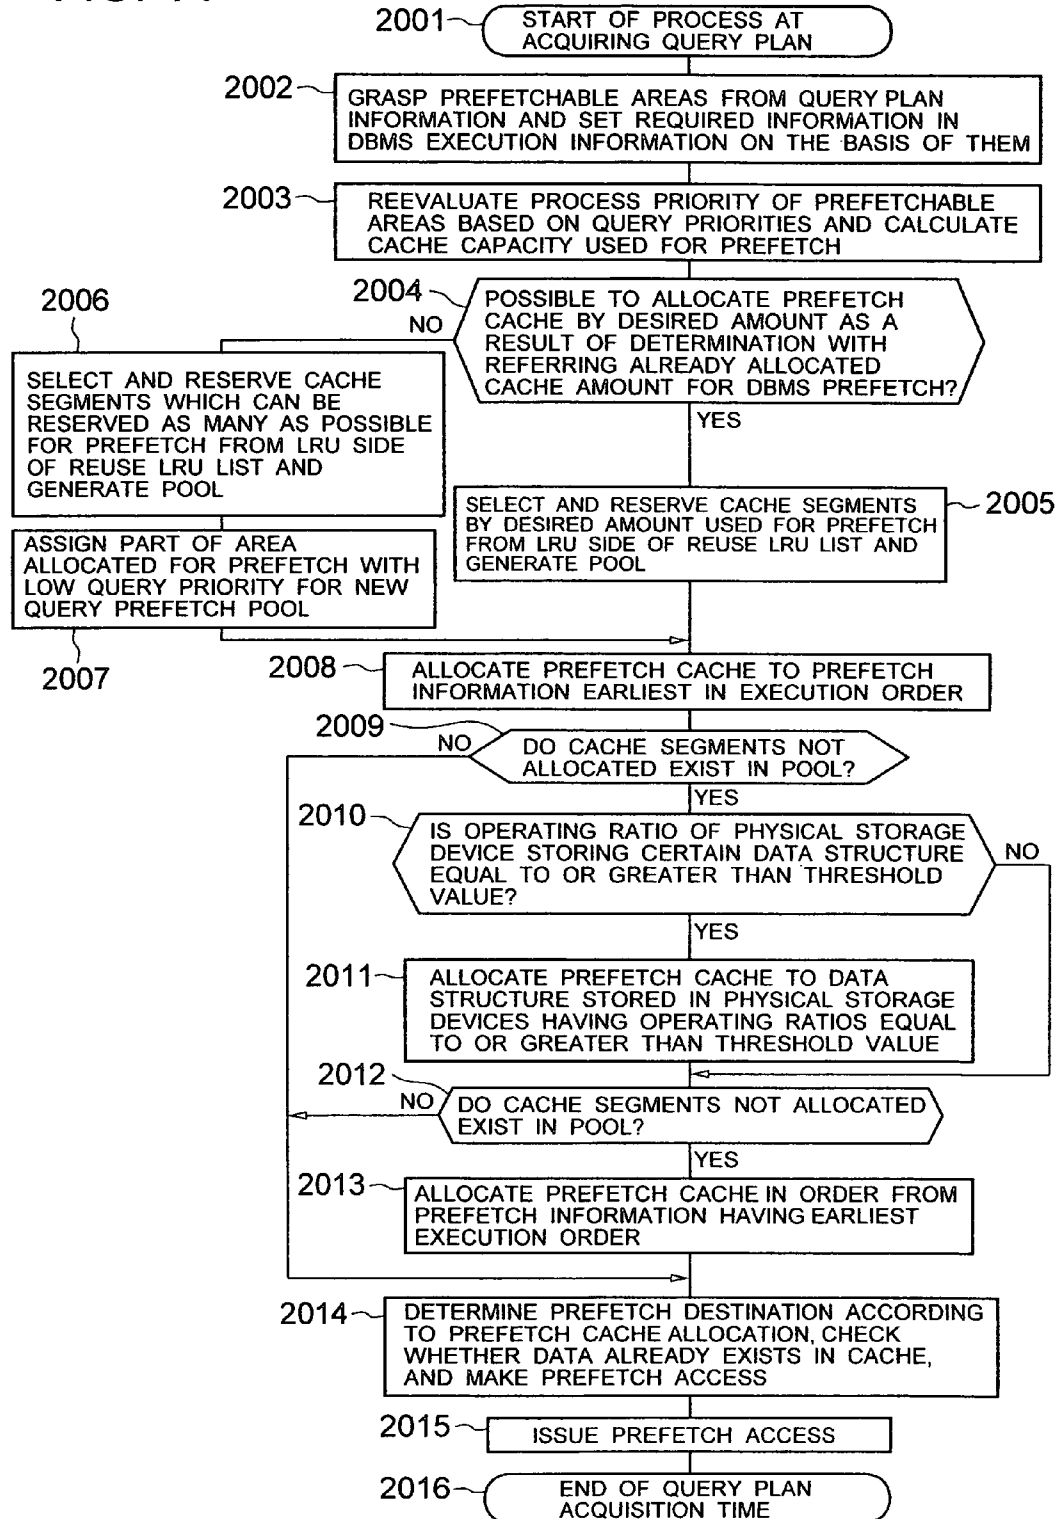 2001
START OF PROCESS AT
ACQUIRING QUERY PLAN
2002
GRASP PREFETCHABLE AREAS FROM QUERY PLAN
INFORMATION AND SET REQUIRED INFORMATION IN
DBMS EXECUTION INFORMATION ON THE BASIS OF THEM
2003
REEVALUATE PROCESS PRIORITY OF PREFETCHABLE
AREAS BASED ON QUERY PRIORITIES AND CALCULATE
CACHE CAPACITY USED FOR PREFETCH
2004
POSSIBLE TO ALLOCATE PREFETCH
CACHE BY DESIRED AMOUNT AS A
RESULT OF DETERMINATION WITH
REFERRING ALREADY ALLOCATED
CACHE AMOUNT FOR DBMS PREFETCH?
NO
YES
2006
SELECT AND RESERVE CACHE
SEGMENTS WHICH CAN BE
RESERVED AS MANY AS POSSIBLE
FOR PREFETCH FROM LRU SIDE
OF REUSE LRU LIST AND
GENERATE POOL
2005
SELECT AND RESERVE CACHE SEGMENTS
BY DESIRED AMOUNT USED FOR PREFETCH
FROM LRU SIDE OF REUSE LRU LIST AND
GENERATE POOL
ASSIGN PART OF AREA
ALLOCATED FOR PREFETCH WITH
LOW QUERY PRIORITY FOR NEW
QUERY PREFETCH POOL
2007
2008
ALLOCATE PREFETCH CACHE TO PREFETCH
INFORMATION EARLIEST IN EXECUTION ORDER
2009
NO
DO CACHE SEGMENTS NOT
ALLOCATED EXIST IN POOL?
YES
2010
IS OPERATING RATIO OF PHYSICAL STORAGE
DEVICE STORING CERTAIN DATA STRUCTURE
EQUAL TO OR GREATER THAN THRESHOLD
VALUE?
NO
YES
2011
ALLOCATE PREFETCH CACHE TO DATA
STRUCTURE STORED IN PHYSICAL STORAGE
DEVICES HAVING OPERATING RATIOS EQUAL
TO OR GREATER THAN THRESHOLD VALUE
2012
NO
DO CACHE SEGMENTS NOT ALLOCATED
EXIST IN POOL?
YES
2013
ALLOCATE PREFETCH CACHE IN ORDER FROM
PREFETCH INFORMATION HAVING EARLIEST
EXECUTION ORDER
2014
DETERMINE PREFETCH DESTINATION ACCORDING
TO PREFETCH CACHE ALLOCATION, CHECK
WHETHER DATA ALREADY EXISTS IN CACHE,
AND MAKE PREFETCH ACCESS
2015
ISSUE PREFETCH ACCESS
2016
END OF QUERY PLAN
ACQUISITION TIME